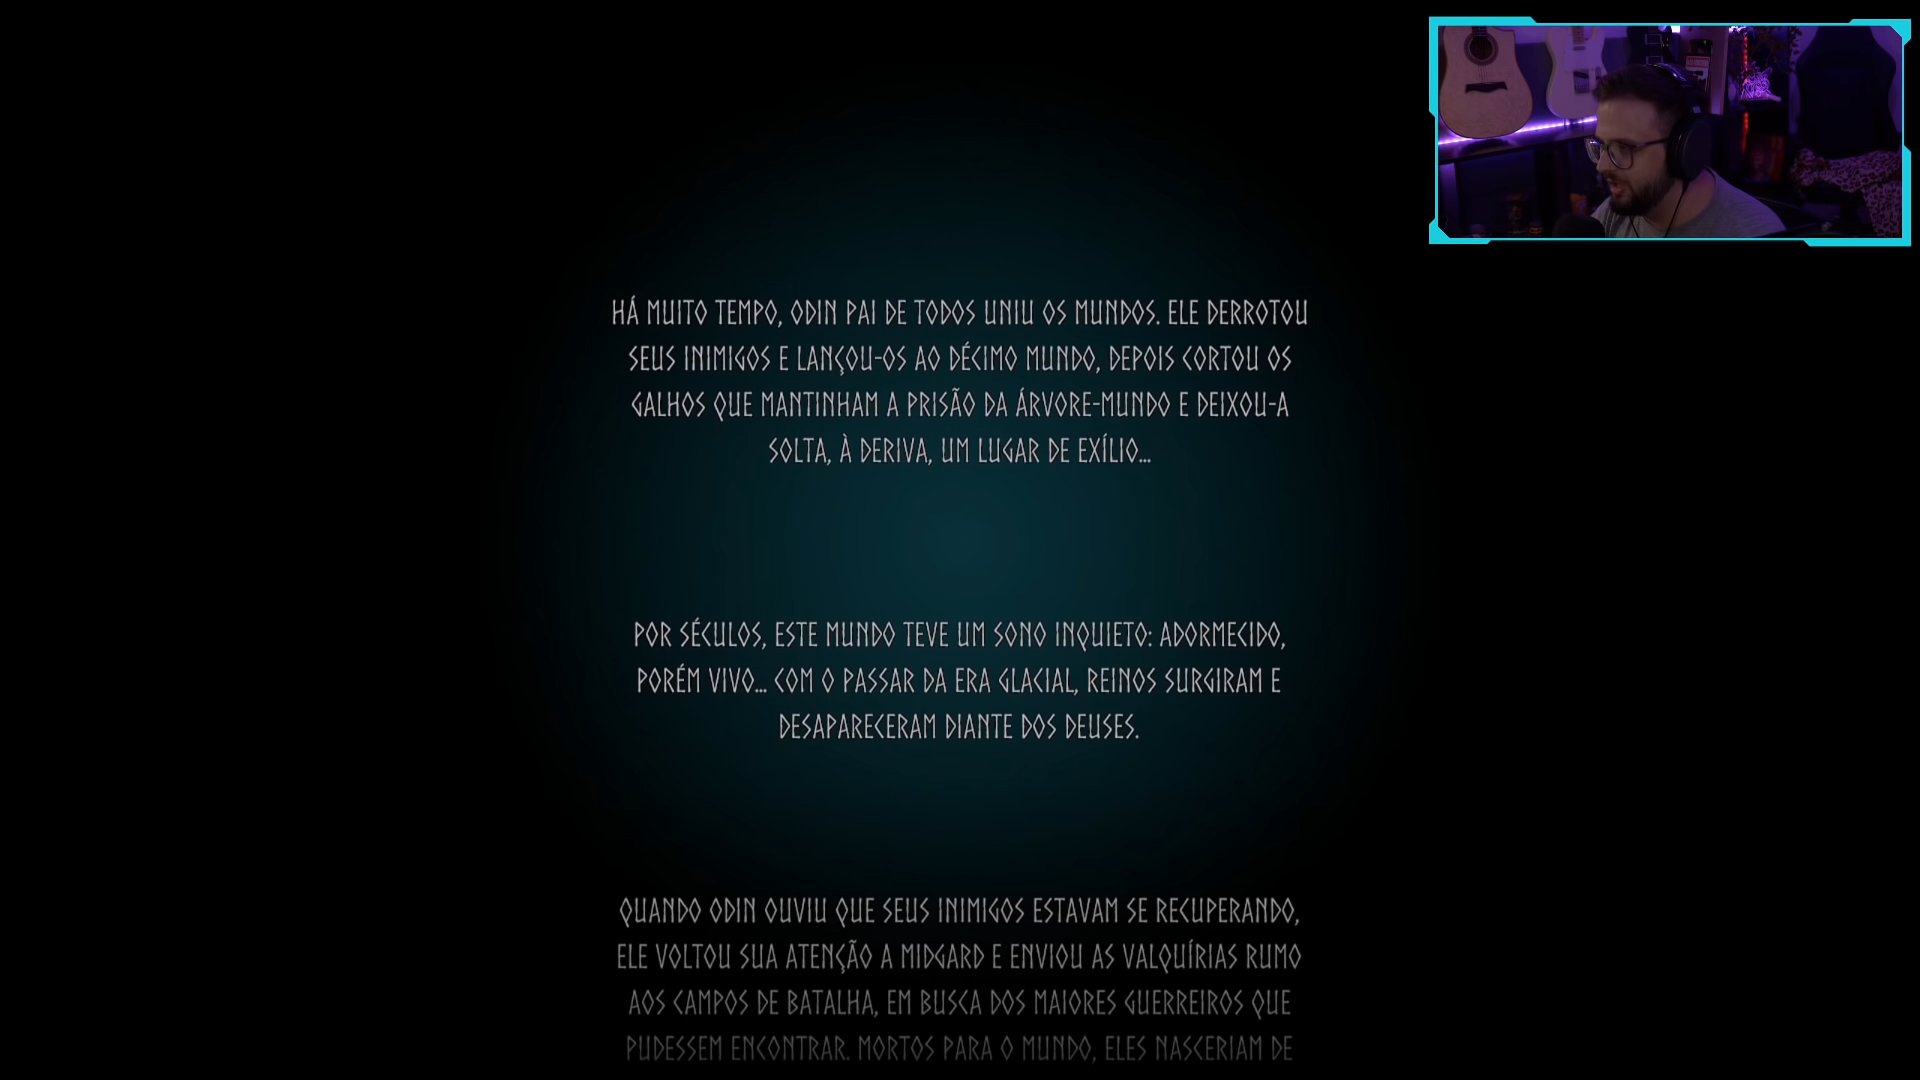 HÁ MUITO TEMPO, ODIN PAI DE TODOS UNIU OS MUNDOS. ELE DERROTOU
SEUS INIMIGOS E LANÇOU-OS AO DÉCIMO MUNDO, DEPOIS CORTOU OS
GALHOS QUE MANTINHAM A PRISÃO DA ÁRVORE-MUNDO E DEIXOU-A
SOLTA, À DERIVA, UM LUGAR DE EXÍLIO...
POR SÉCULOS, ESTE MUNDO TEVE UM SONO INQUIETO: ADORMECIDO,
PORÉM VIVO... COM O PASSAR DA ERA GLACIAL, REINOS SURGIRAM E
DESAPARECERAM DIANTE DOS DEUSES.
QUANDO ODIN OUVIU QUE SEUS INIMIGOS ESTAVAM SE RECUPERANDO,
ELE VOLTOU SUA ATENÇÃO A MIDGARD E ENVIOU AS VALQUÍRIAS RUMO
AOS CAMPOS DE BATALHA, EM BUSCA DOS MAIORES GUERREIROS QUE
PUDESSEM ENCONTRAR. MORTOS PARA O MUNDO, ELES NASCERIAM DE